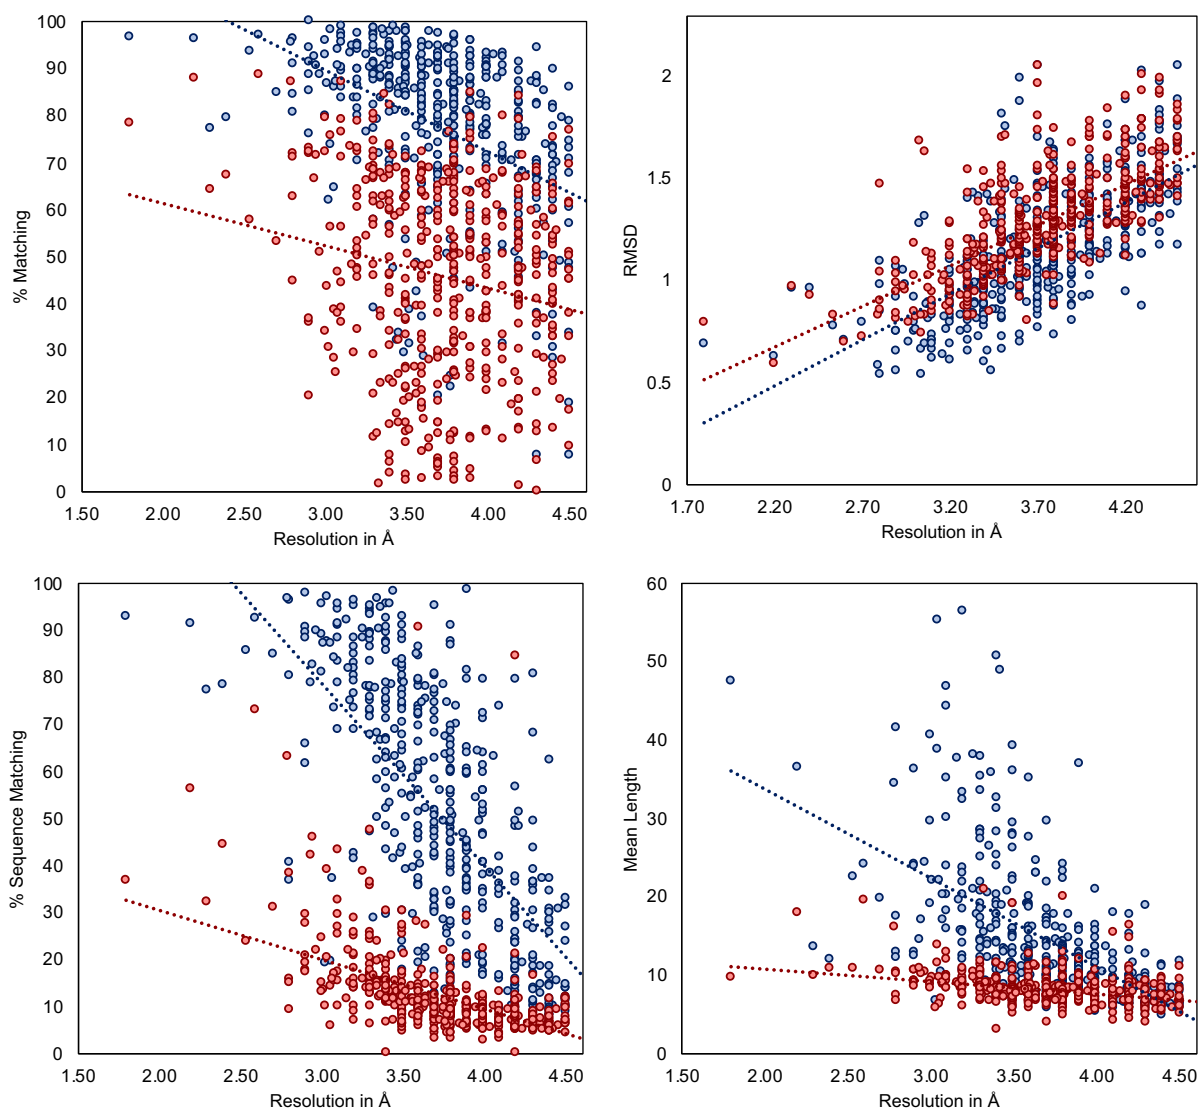 100
90
80
70
60
50
40
30
20
10
0
% Matching
1.50 2.00 2.50 3.00 3.50 4.00 4.50
Resolution in Å
2
1.5
1
0.5
0
RMSD
1.70 2.20 2.70 3.20 3.70 4.20
Resolution in Å
100
90
80
70
60
50
40
30
20
10
0
% Sequence Matching
1.50 2.00 2.50 3.00 3.50 4.00 4.50
Resolution in Å
60
50
40
30
20
10
0
Mean Length
1.50 2.00 2.50 3.00 3.50 4.00 4.50
Resolution in Å